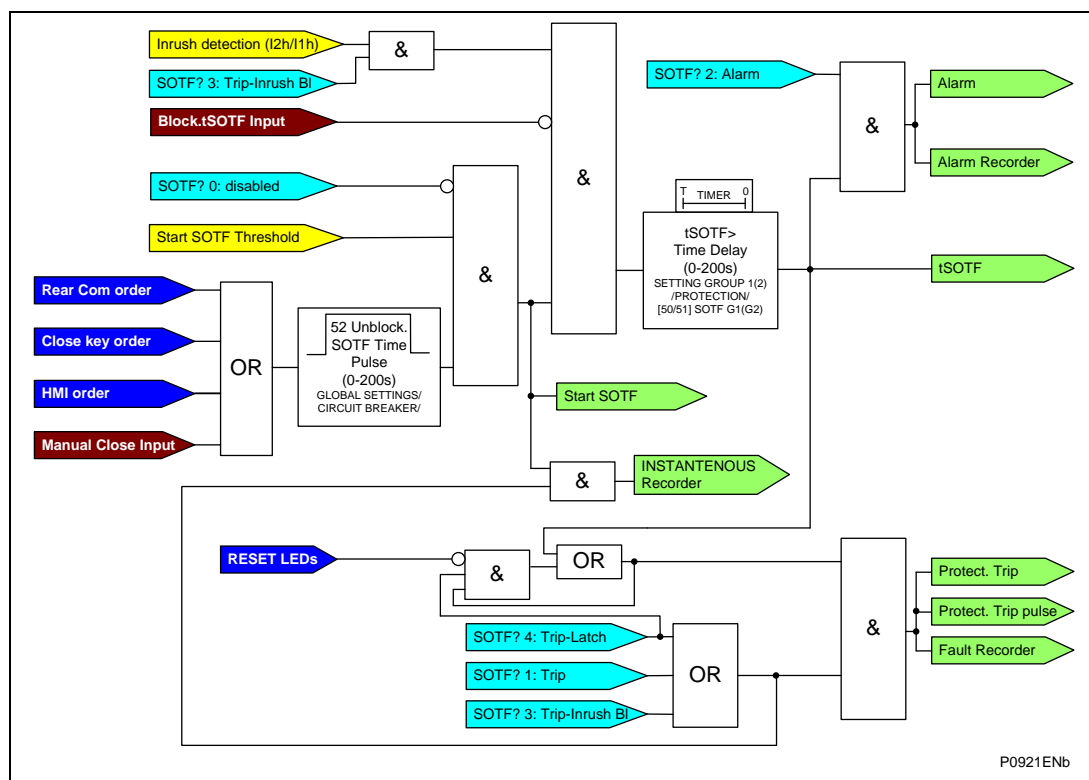 Inrush detection (I2h/I1h)
&
SOTF? 3: Trip-Inrush Bl
Block.tSOTF Input
SOTF? 0: disabled
Start SOTF Threshold
Rear Com order
Close key order
HMI order
Manual Close Input
OR
52 Unblock.
SOTF Time
Pulse
(0-200s)
GLOBAL SETTINGS/
CIRCUIT BREAKER/
&
&
T TIMER 0
tSOTF>
Time Delay
(0-200s)
SETTING GROUP 1(2)
/PROTECTION/
[50/51] SOTF G1(G2)
SOTF? 2: Alarm
&
Alarm
Alarm Recorder
tSOTF
Start SOTF
&
INSTANTENOUS
Recorder
RESET LEDs
&
OR
SOTF? 4: Trip-Latch
SOTF? 1: Trip
SOTF? 3: Trip-Inrush Bl
OR
&
Protect. Trip
Protect. Trip pulse
Fault Recorder
P0921ENb